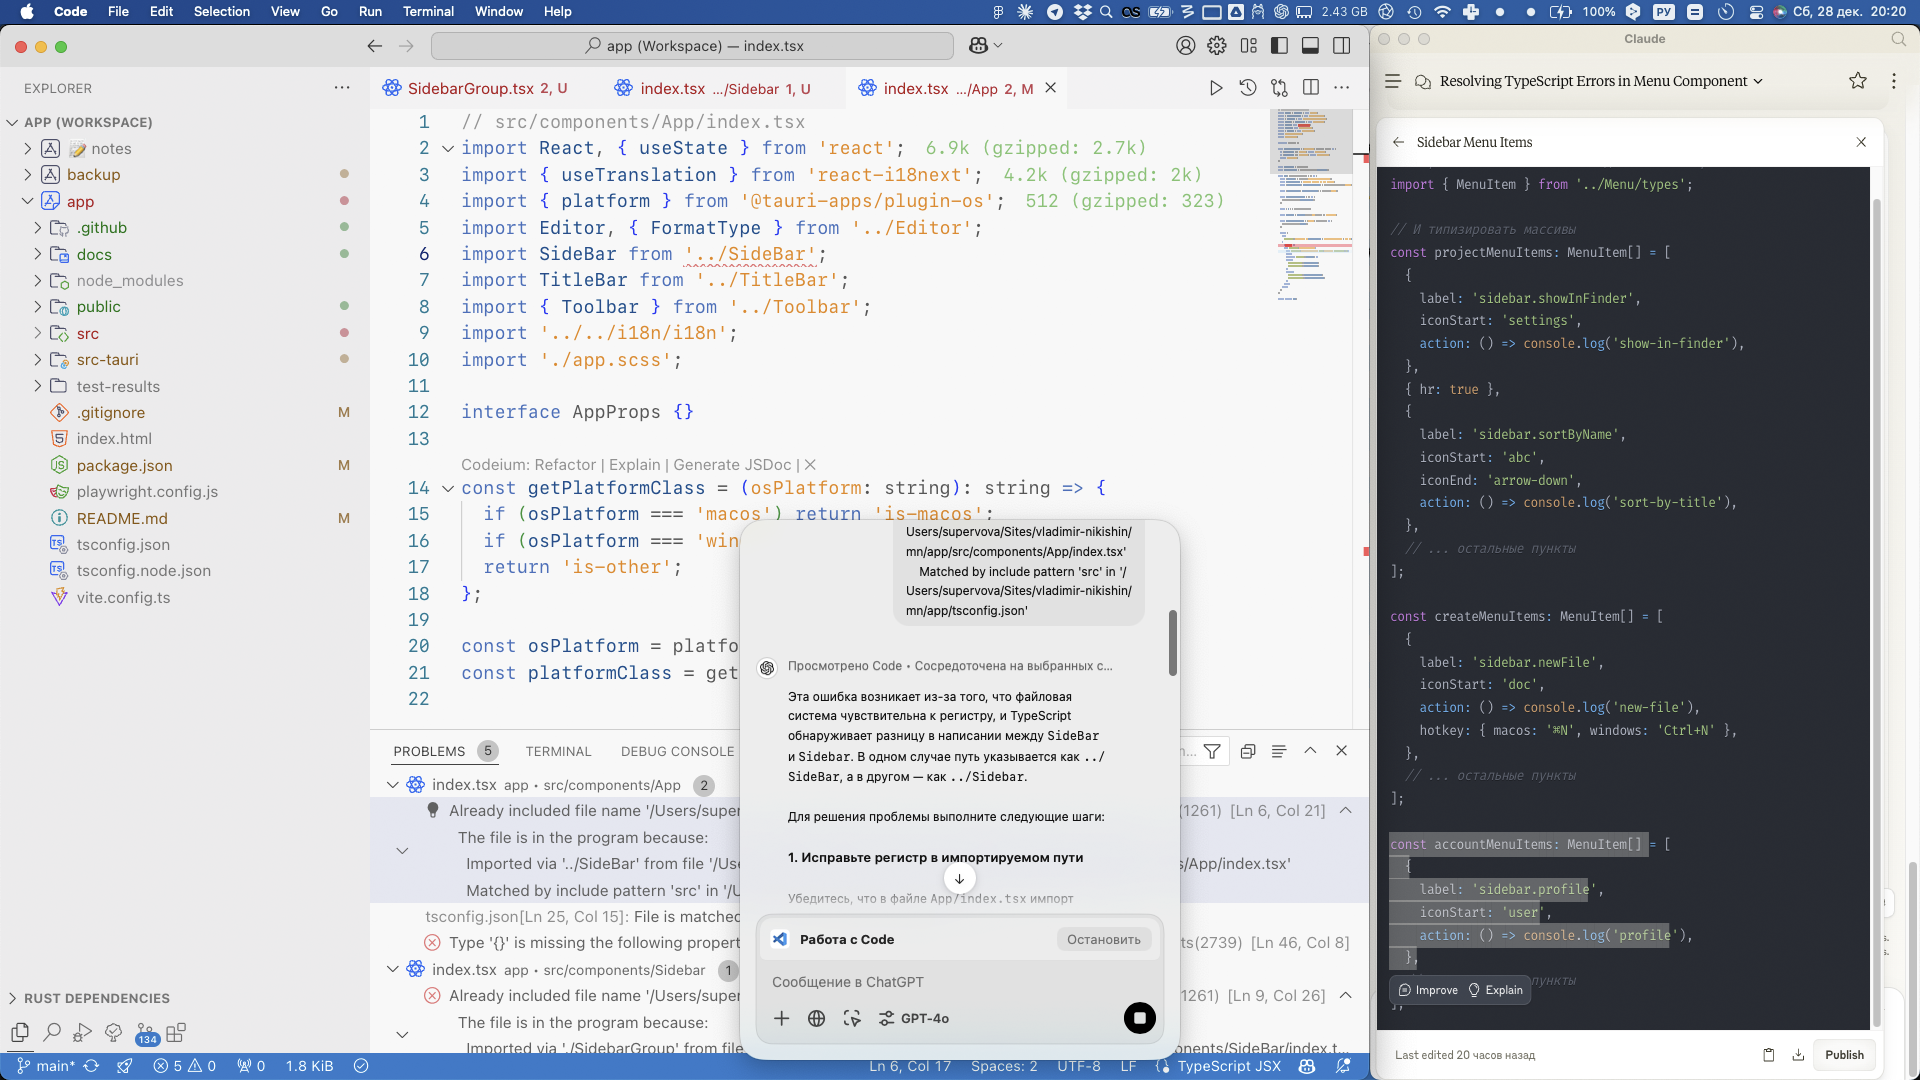 Code File Edit Selection View Go Run Terminal Window Help 2.43 GB 100% РУ Сб, 28 дек. 20:20
app (Workspace) — index.tsx
EXPLORER
APP (WORKSPACE)
📝 notes
backup
app
.github
docs
node_modules
public
src
src-tauri
test-results
.gitignore M
index.html
package.json M
playwright.config.js
README.md M
tsconfig.json
tsconfig.node.json
vite.config.ts
RUST DEPENDENCIES
134
SidebarGroup.tsx 2, U index.tsx .../Sidebar 1, U index.tsx .../App 2, M
1 // src/components/App/index.tsx
2 import React, { useState } from 'react'; 6.9k (gzipped: 2.7k)
3 import { useTranslation } from 'react-i18next'; 4.2k (gzipped: 2k)
4 import { platform } from '@tauri-apps/plugin-os'; 512 (gzipped: 323)
5 import Editor, { FormatType } from '../Editor';
6 import SideBar from '../SideBar';
7 import TitleBar from '../TitleBar';
8 import { Toolbar } from '../Toolbar';
9 import '../../i18n/i18n';
10 import './app.scss';
11
12 interface AppProps {}
13
Codeium: Refactor | Explain | Generate JSDoc | X
14 const getPlatformClass = (osPlatform: string): string => {
15 if (osPlatform === 'macos') return 'is-macos';
16 if (osPlatform === 'win
17 return 'is-other';
18 };
19
20 const osPlatform = platfo
21 const platformClass = get
22
PROBLEMS 5 TERMINAL DEBUG CONSOLE
index.tsx app • src/components/App 2
Already included file name '/Users/super (1261) [Ln 6, Col 21]
The file is in the program because:
Imported via '../SideBar' from file '/Use s/App/index.tsx'
Matched by include pattern 'src' in '/U
tsconfig.json[Ln 25, Col 15]: File is matched
Type '{}' is missing the following propert ts(2739) [Ln 46, Col 8]
index.tsx app • src/components/Sidebar 1
Already included file name '/Users/super 1261) [Ln 9, Col 26]
The file is in the program because:
Imported via './SidebarGroup' from file nents/SideBar/index.t...
main* 5 0 0 1.8 KiB Ln 6, Col 17 Spaces: 2 UTF-8 LF TypeScript JSX
Users/supervova/Sites/vladimir-nikishin/
mn/app/src/components/App/index.tsx'
Matched by include pattern 'src' in '/
Users/supervova/Sites/vladimir-nikishin/
mn/app/tsconfig.json'
Просмотрено Code • Сосредоточена на выбранных с...
Эта ошибка возникает из-за того, что файловая
система чувствительна к регистру, и TypeScript
обнаруживает разницу в написании между SideBar
и Sidebar. В одном случае путь указывается как ../
SideBar, а в другом — как ../Sidebar.
Для решения проблемы выполните следующие шаги:
1. Исправьте регистр в импортируемом пути
Убедитесь, что в файле App/index.tsx импорт
Работа с Code Остановить
Сообщение в ChatGPT
GPT-4o
Claude
Resolving TypeScript Errors in Menu Component
Sidebar Menu Items
import { MenuItem } from '../Menu/types';
// И типизировать массивы
const projectMenuItems: MenuItem[] = [
{
label: 'sidebar.showInFinder',
iconStart: 'settings',
action: () => console.log('show-in-finder'),
},
{ hr: true },
{
label: 'sidebar.sortByName',
iconStart: 'abc',
iconEnd: 'arrow-down',
action: () => console.log('sort-by-title'),
},
// ... остальные пункты
];
const createMenuItems: MenuItem[] = [
{
label: 'sidebar.newFile',
iconStart: 'doc',
action: () => console.log('new-file'),
hotkey: { macos: '⌘N', windows: 'Ctrl+N' },
},
// ... остальные пункты
];
const accountMenuItems: MenuItem[] = [
{
label: 'sidebar.profile',
iconStart: 'user',
action: () => console.log('profile'),
},
Improve Explain пункты
];
Last edited 20 часов назад Publish